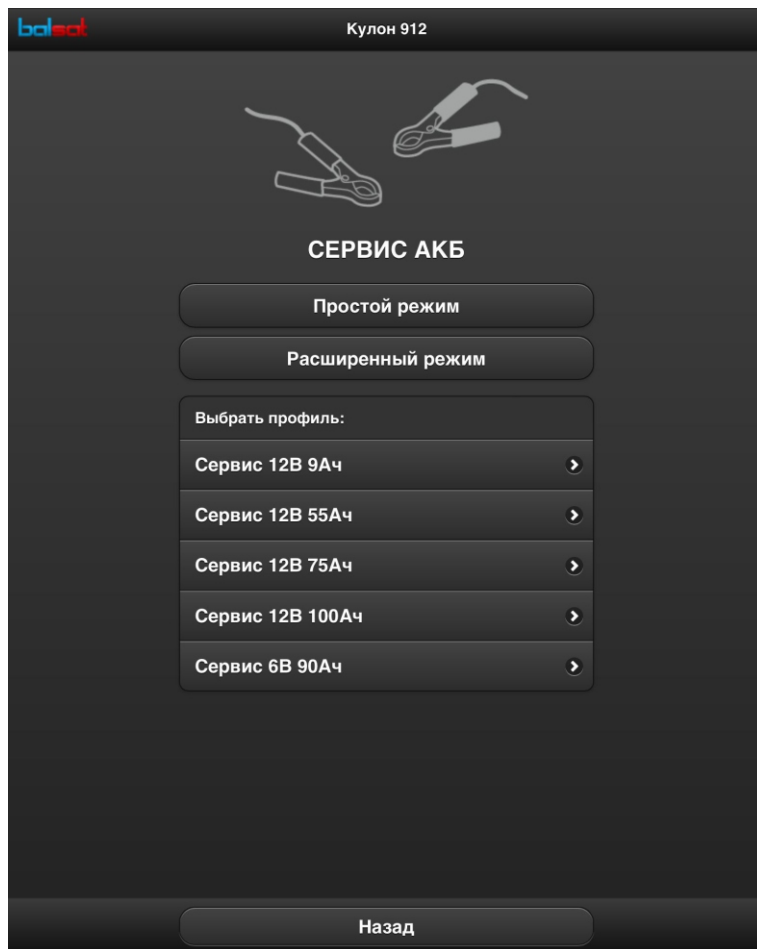 balsat
Кулон 912
СЕРВИС АКБ
Простой режим
Расширенный режим
Выбрать профиль:
Сервис 12В 9Ач
Сервис 12В 55Ач
Сервис 12В 75Ач
Сервис 12В 100Ач
Сервис 6В 90Ач
Назад